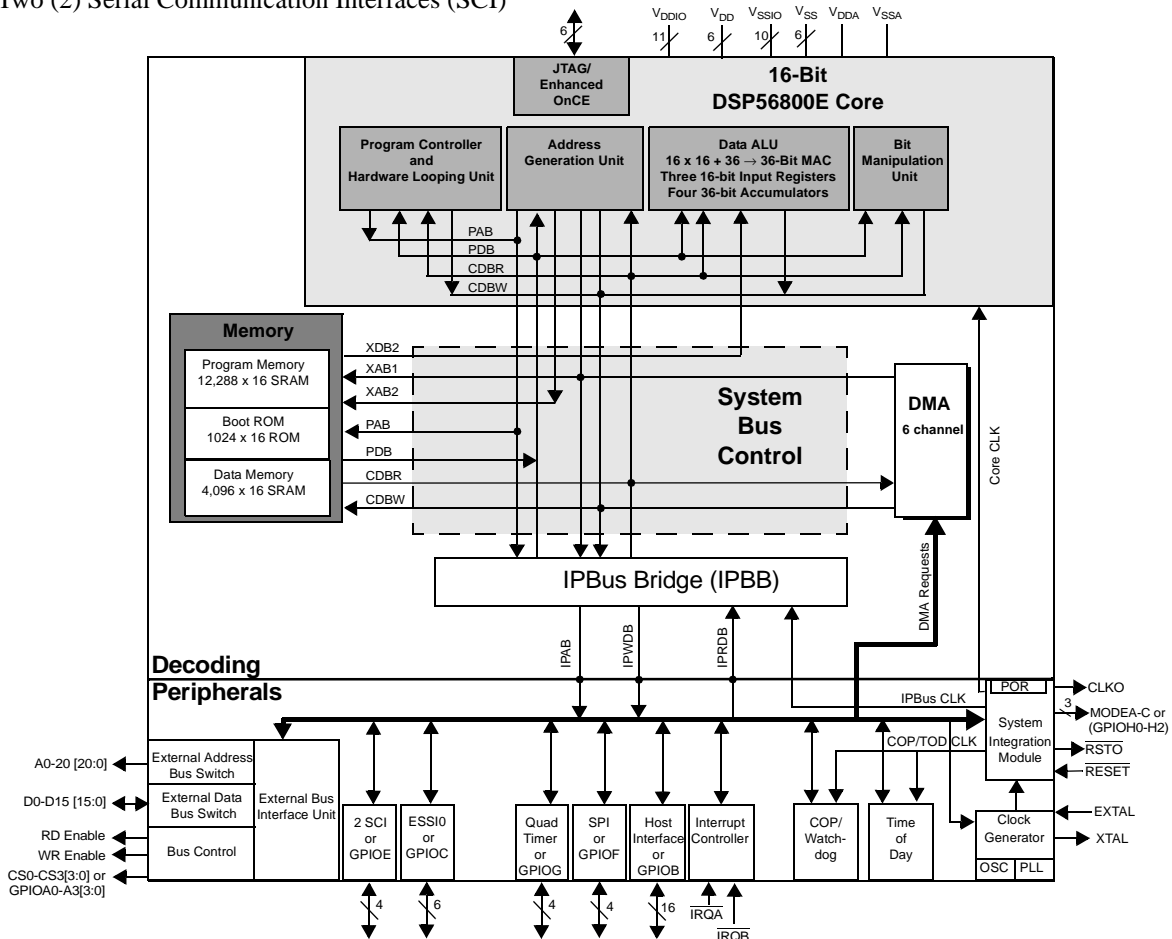 Two (2) Serial Communication Interfaces (SCI)
6
VDDIO
11
VDD
6
VSSIO
10
VSS
6
VDDA
VSSA
JTAG/
Enhanced
OnCE
16-Bit
DSP56800E Core
Program Controller
and
Hardware Looping Unit
Address
Generation Unit
Data ALU
16 x 16 + 36 → 36-Bit MAC
Three 16-bit Input Registers
Four 36-bit Accumulators
Bit
Manipulation
Unit
PAB
PDB
CDBR
CDBW
Memory
Program Memory
12,288 x 16 SRAM
Boot ROM
1024 x 16 ROM
Data Memory
4,096 x 16 SRAM
XDB2
XAB1
XAB2
PAB
PDB
CDBR
CDBW
System
Bus
Control
DMA
6 channel
Core CLK
DMA Requests
IPBus Bridge (IPBB)
IPAB
IPWDB
IPRDB
Decoding
Peripherals
IPBus CLK
COP/TOD CLK
POR
System
Integration
Module
CLKO
3
MODEA-C or
(GPIOH0-H2)
RSTO
RESET
EXTAL
XTAL
Clock
Generator
OSC
PLL
A0-20 [20:0]
D0-D15 [15:0]
RD Enable
WR Enable
CS0-CS3[3:0] or
GPIOA0-A3[3:0]
External Address
Bus Switch
External Data
Bus Switch
Bus Control
External Bus
Interface Unit
2 SCI
or
GPIOE
4
ESSI0
or
GPIOC
6
Quad
Timer
or
GPIOG
4
SPI
or
GPIOF
4
Host
Interface
or
GPIOB
16
Interrupt
Controller
IRQA
IRQB
COP/
Watch-
dog
Time
of
Day